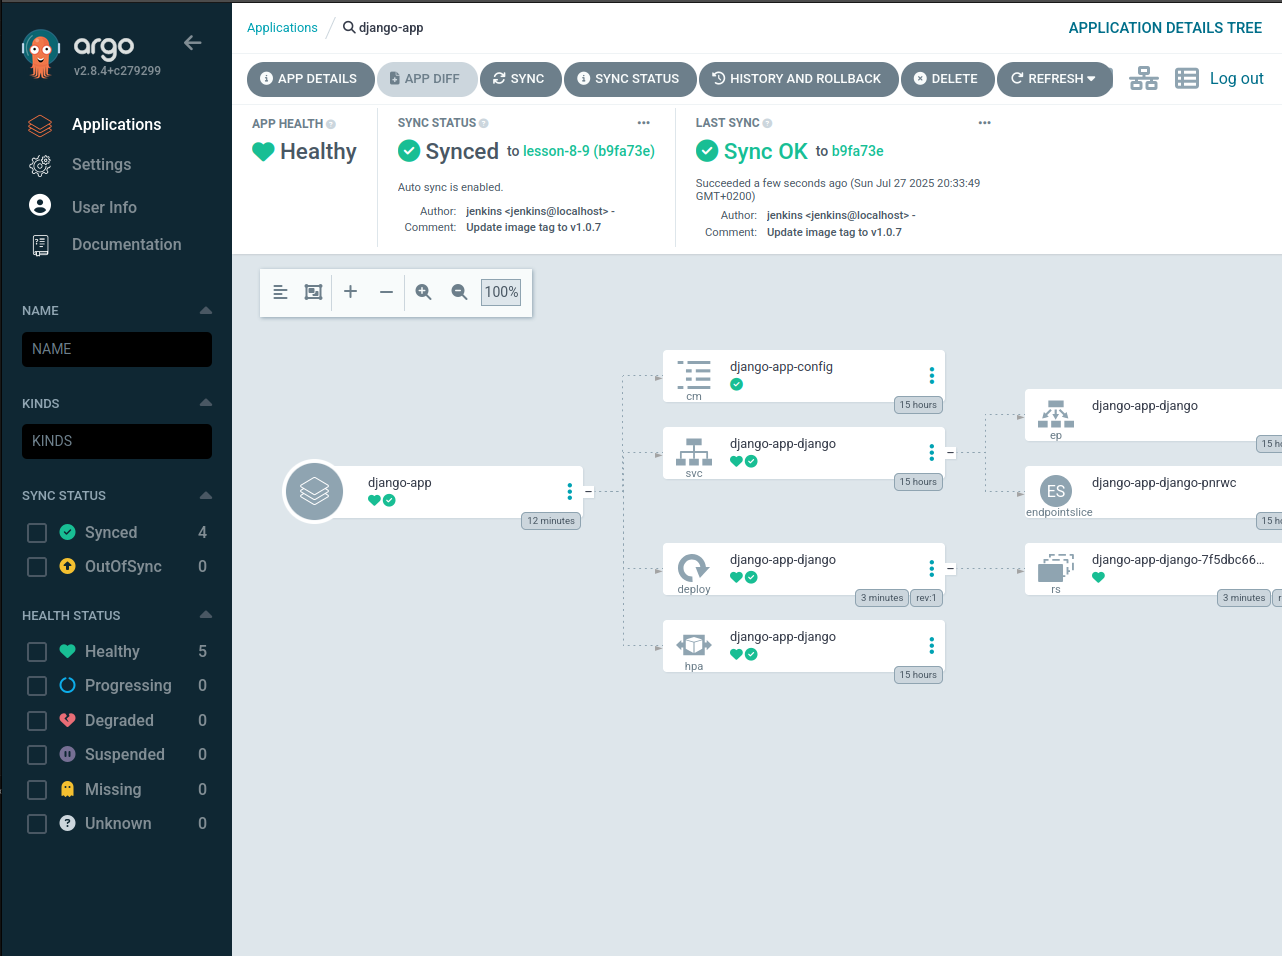 argo
v2.8.4+c279299
Applications
Settings
User Info
Documentation
NAME
NAME
KINDS
KINDS
SYNC STATUS
Synced 4
OutOfSync 0
HEALTH STATUS
Healthy 5
Progressing 0
Degraded 0
Suspended 0
Missing 0
Unknown 0
Applications / django-app
APPLICATION DETAILS TREE
APP DETAILS APP DIFF SYNC SYNC STATUS HISTORY AND ROLLBACK DELETE REFRESH Log out
APP HEALTH
Healthy
SYNC STATUS
Synced to lesson-8-9 (b9fa73e)
Auto sync is enabled.
Author: jenkins <jenkins@localhost> -
Comment: Update image tag to v1.0.7
LAST SYNC
Sync OK to b9fa73e
Succeeded a few seconds ago (Sun Jul 27 2025 20:33:49
GMT+0200)
Author: jenkins <jenkins@localhost> -
Comment: Update image tag to v1.0.7
100%
django-app
12 minutes
django-app-config
cm
15 hours
django-app-django
svc
15 hours
django-app-django
deploy
3 minutes rev:1
django-app-django
hpa
15 hours
django-app-django
ep
15 h
ES
django-app-django-pnrwc
endpointslice
15 h
django-app-django-7f5dbc66...
rs
3 minutes r